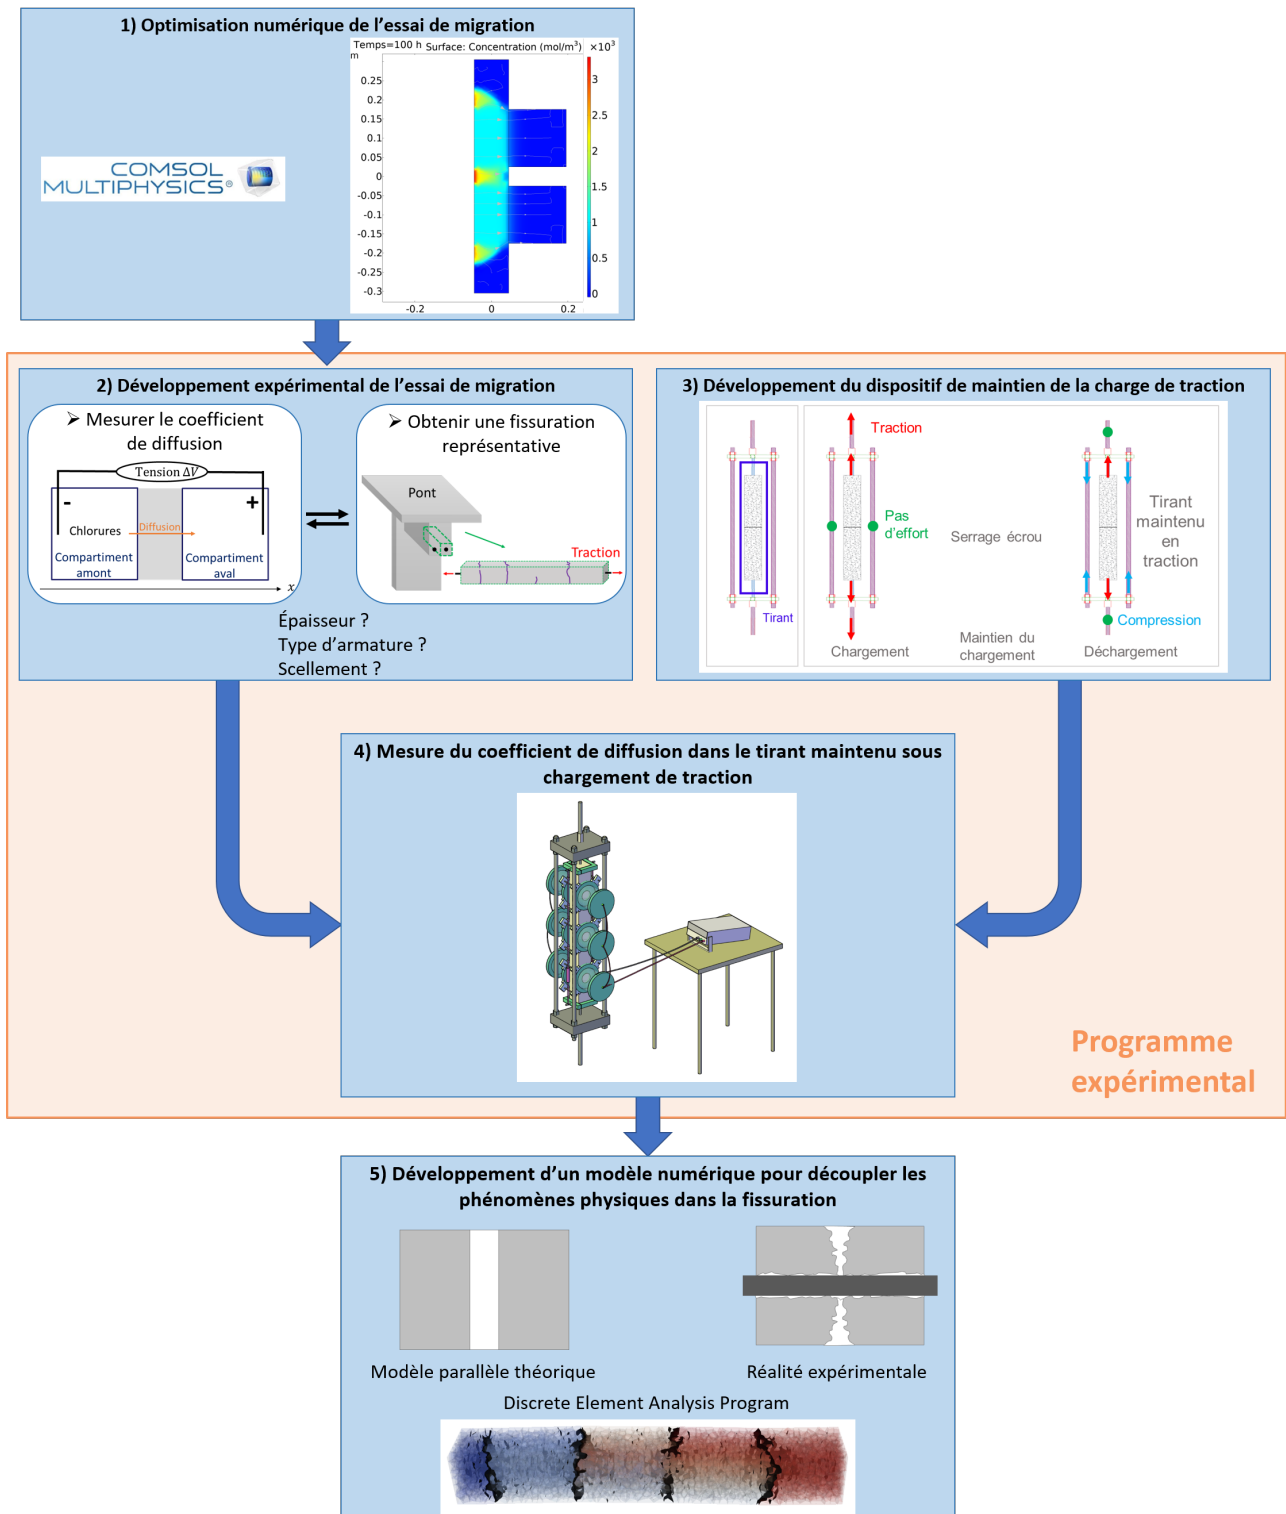 1) Optimisation numérique de l’essai de migration
Temps=100 h Surface: Concentration (mol/m³) ×10³
m
0.25
0.2
0.15
0.1
0.05
0
-0.05
-0.1
-0.15
-0.2
-0.25
-0.3
-0.2
0
0.2
3
2.5
2
1.5
1
0.5
0
COMSOL
MULTIPHYSICS®
2) Développement expérimental de l’essai de migration
➢ Mesurer le coefficient
de diffusion
Tension ΔV
-
+
Chlorures
Diffusion
Compartiment
amont
Compartiment
aval
x
➢ Obtenir une fissuration
représentative
Pont
Traction
Épaisseur ?
Type d’armature ?
Scellement ?
3) Développement du dispositif de maintien de la charge de traction
Tirant
Traction
Pas
d’effort
Chargement
Serrage écrou
Maintien du
chargement
Tirant
maintenu
en
traction
Compression
Déchargement
4) Mesure du coefficient de diffusion dans le tirant maintenu sous
chargement de traction
Programme
expérimental
5) Développement d’un modèle numérique pour découpler les
phénomènes physiques dans la fissuration
Modèle parallèle théorique
Réalité expérimentale
Discrete Element Analysis Program